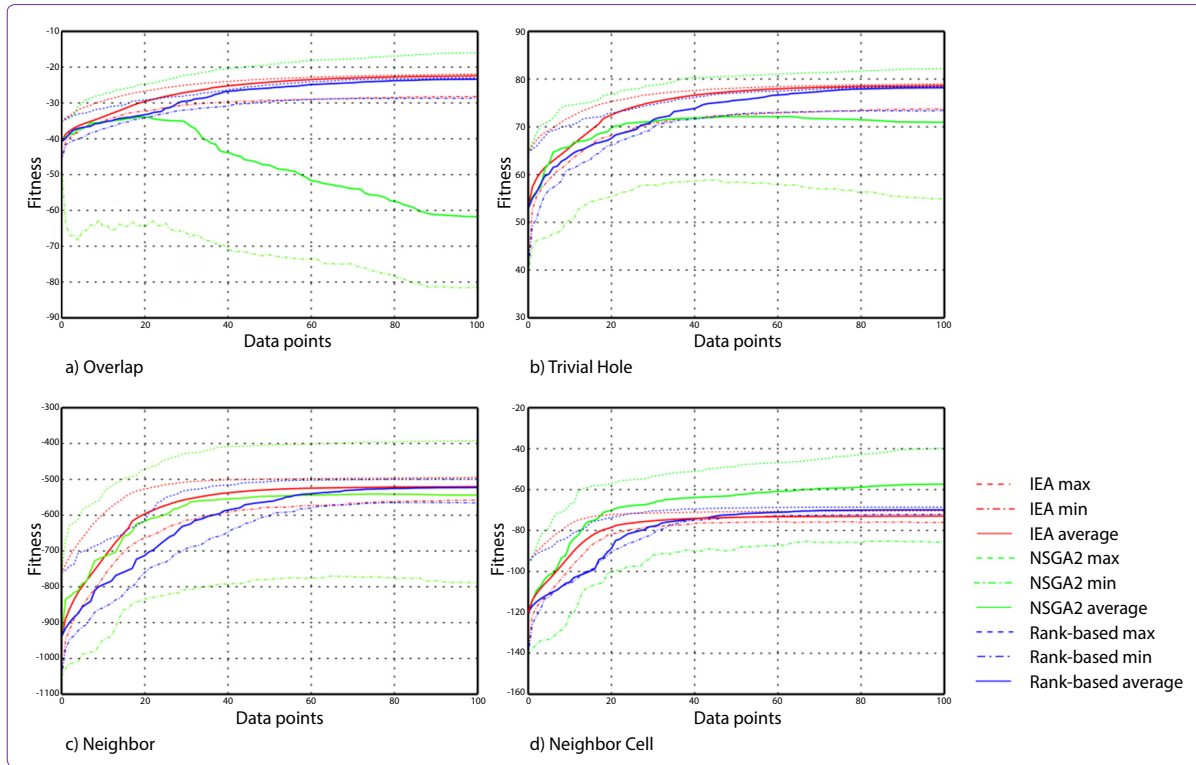 -10
-20
-30
-40
-50
-60
-70
-80
-90
0
20
40
60
80
100
Fitness
Data points
a) Overlap
90
80
70
60
50
40
30
0
20
40
60
80
100
Fitness
Data points
b) Trivial Hole
-300
-400
-500
-600
-700
-800
-900
-1000
-1100
0
20
40
60
80
100
Fitness
Data points
c) Neighbor
-20
-40
-60
-80
-100
-120
-140
-160
0
20
40
60
80
100
Fitness
Data points
d) Neighbor Cell
IEA max
IEA min
IEA average
NSGA2 max
NSGA2 min
NSGA2 average
Rank-based max
Rank-based min
Rank-based average